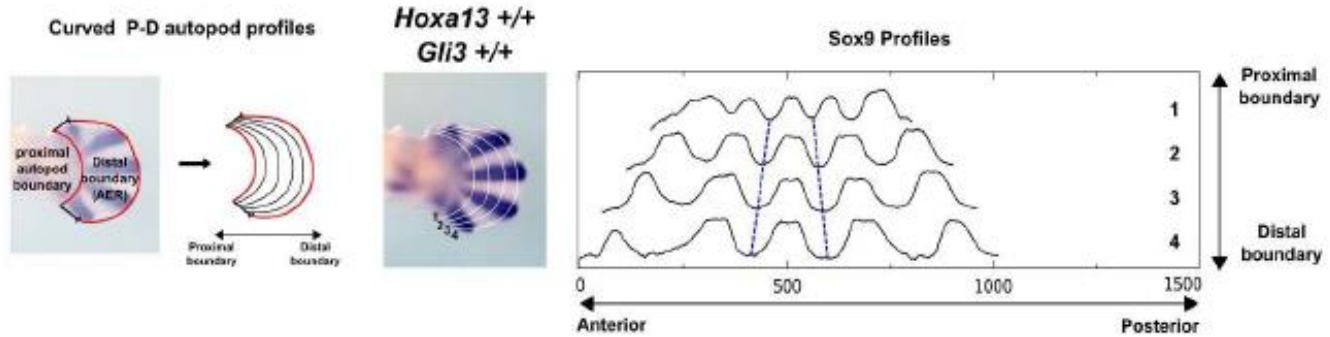 Curved P-D autopod profiles
proximal
autopod
boundary
Distal
boundary
(AER)
Proximal
boundary
Distal
boundary
Hoxa13 +/+
Gli3 +/+
1
2
3
4
Sox9 Profiles
1
2
3
4
0
500
1000
1500
Anterior
Posterior
Proximal
boundary
Distal
boundary